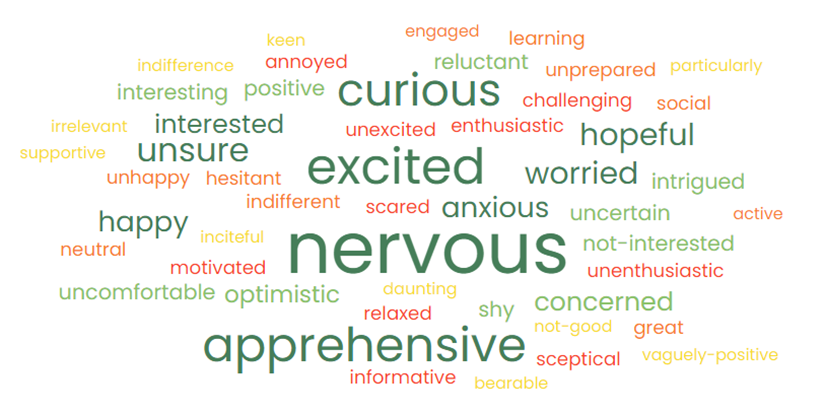 keen engaged learning
indifference annoyed reluctant unprepared particularly
interesting positive curious challenging social
irrelevant interested unexcited enthusiastic hopeful
supportive unsure excited worried intrigued
unhappy hesitant
indifferent scared anxious uncertain active
happy inciteful nervous not-interested
neutral motivated unenthusiastic
uncomfortable optimistic daunting shy concerned
relaxed not-good great
apprehensive sceptical vaguely-positive
informative bearable